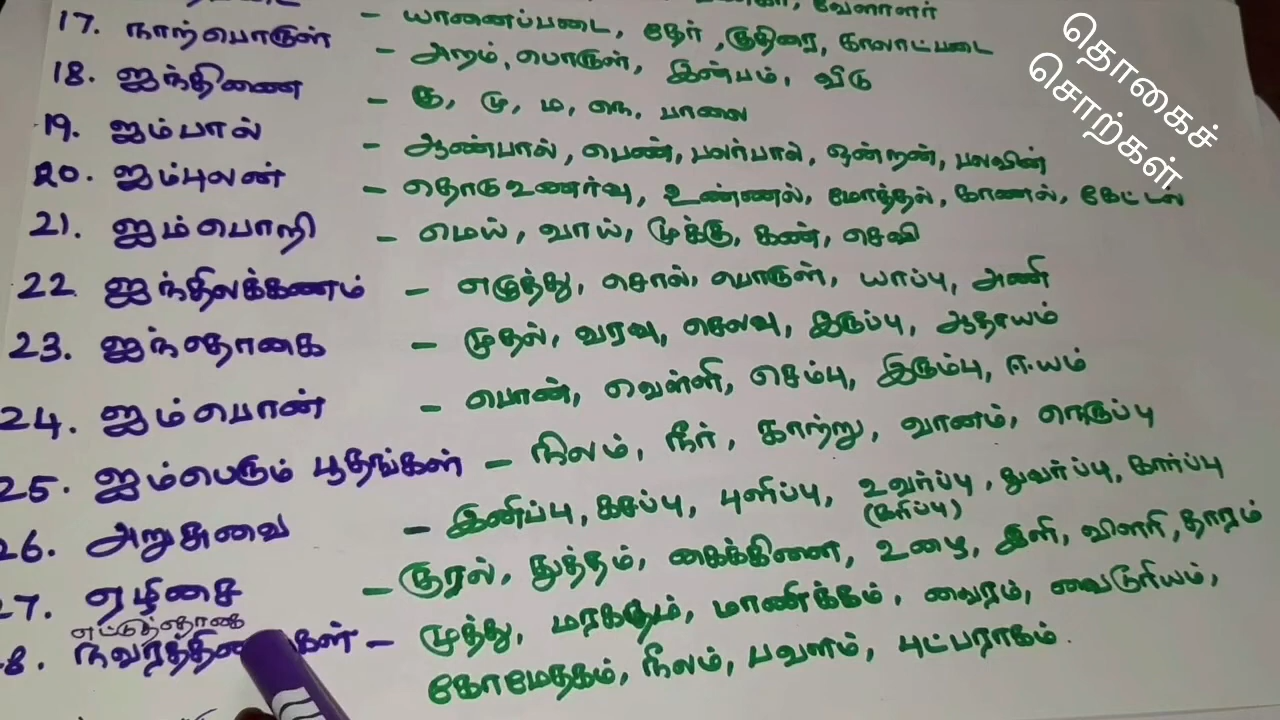 வேளாளர்
17. நாற்பொருள் – யானைப்படை, தேர், குதிரை, காலாட்படை
18. ஐந்திணை – அறம், பொருள், இன்பம், வீடு
19. ஐம்பால் – கு, மு, ம, நெ, பாலை
20. ஐம்புலன் – ஆண்பால், பெண், பலர்பால், ஒன்றன், பலவின்
21. ஐம்பொறி – தொடுஉணர்வு, உண்ணல், மோத்தல், காணல், கேட்டல்
– மெய், வாய், மூக்கு, கண், செவி
22 ஐந்திலக்கணம் – எழுத்து, சொல், பொருள், யாப்பு, அணி
23. ஐந்தொகை – முதல், வரவு, செலவு, இருப்பு, ஆதாயம்
24. ஐம்பொன் – பொன், வெள்ளி, செம்பு, இரும்பு, ஈயம்
25. ஐம்பெரும் பூதங்கள் – நிலம், நீர், காற்று, வானம், நெருப்பு
26. அறுசுவை – இனிப்பு, கசப்பு, புளிப்பு, உவர்ப்பு, துவர்ப்பு, கார்ப்பு
(கரிப்பு)
27. ஏழிசை – குரல், துத்தம், கைக்கிளை, உழை, இளி, விளரி, தாரம்
எட்டுத்தொகை
8. – முத்து, மரகதம், மாணிக்கம், வைரம், வைடூரியம்,
கோமேதகம், நீலம், பவளம், புட்பராகம்.
தொகைச்
சொற்கள்